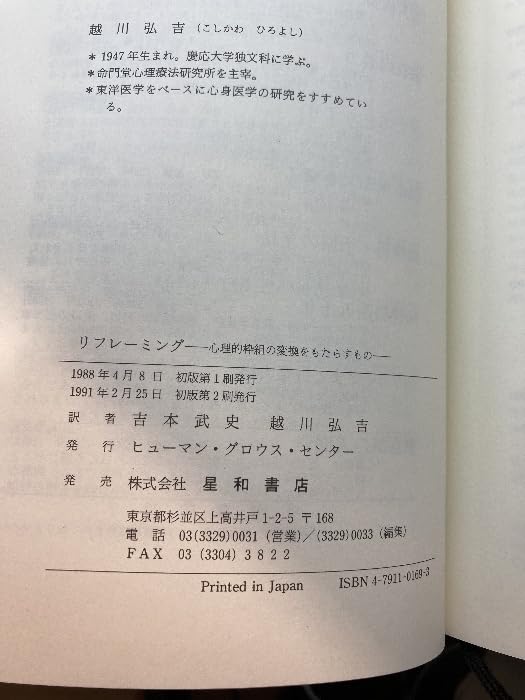 越川弘吉（こしかわ ひろよし）
＊1947年生まれ。慶応大学独文科に学ぶ。
＊命門堂心理療法研究所を主宰。
＊東洋医学をベースに心身医学の研究をすすめてい
る。
リフレーミング——心理的枠組の変換をもたらすもの——
1988年4月8日 初版第1刷発行
1991年2月25日 初版第2刷発行
訳者 吉本武史 越川弘吉
発行 ヒューマン・グロウス・センター
発売 株式会社 星和書店
東京都杉並区上高井戸1-2-5 〒168
電話 03(3329)0031（営業）／(3329)0033（編集）
FAX 03 (3304) 3822
Printed in Japan ISBN 4-7911-0169-3